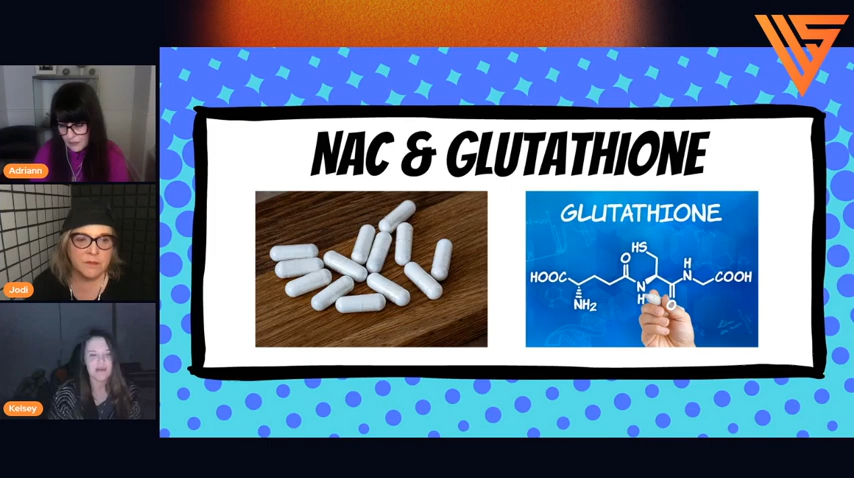 Adriann
Jodi
Kelsey
NAC & GLUTATHIONE
GLUTATHIONE
HS
O
H
HOOC
N
COOH
NH2
N
H
O